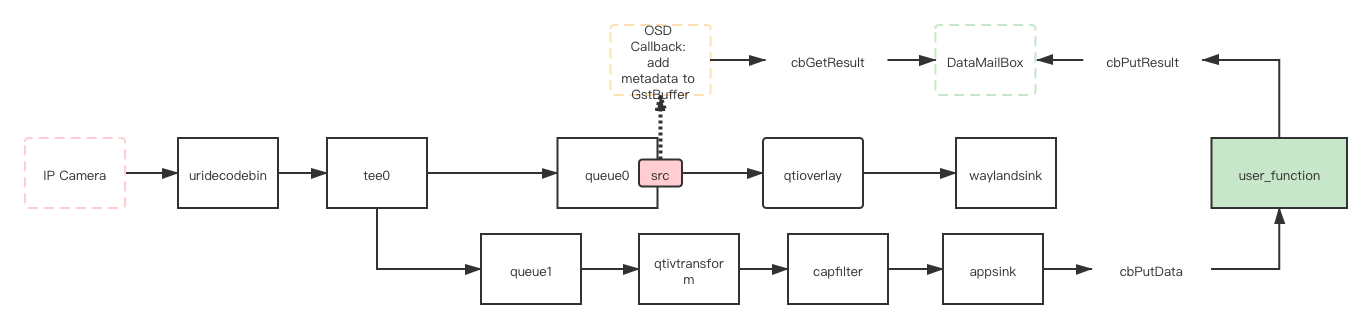 OSD
Callback:
add
metadata to
GstBuffer
cbGetResult
DataMailBox
cbPutResult
IP Camera
uridecodebin
tee0
queue0
src
qtioverlay
waylandsink
user_function
queue1
qtivtransfor
m
capfilter
appsink
cbPutData